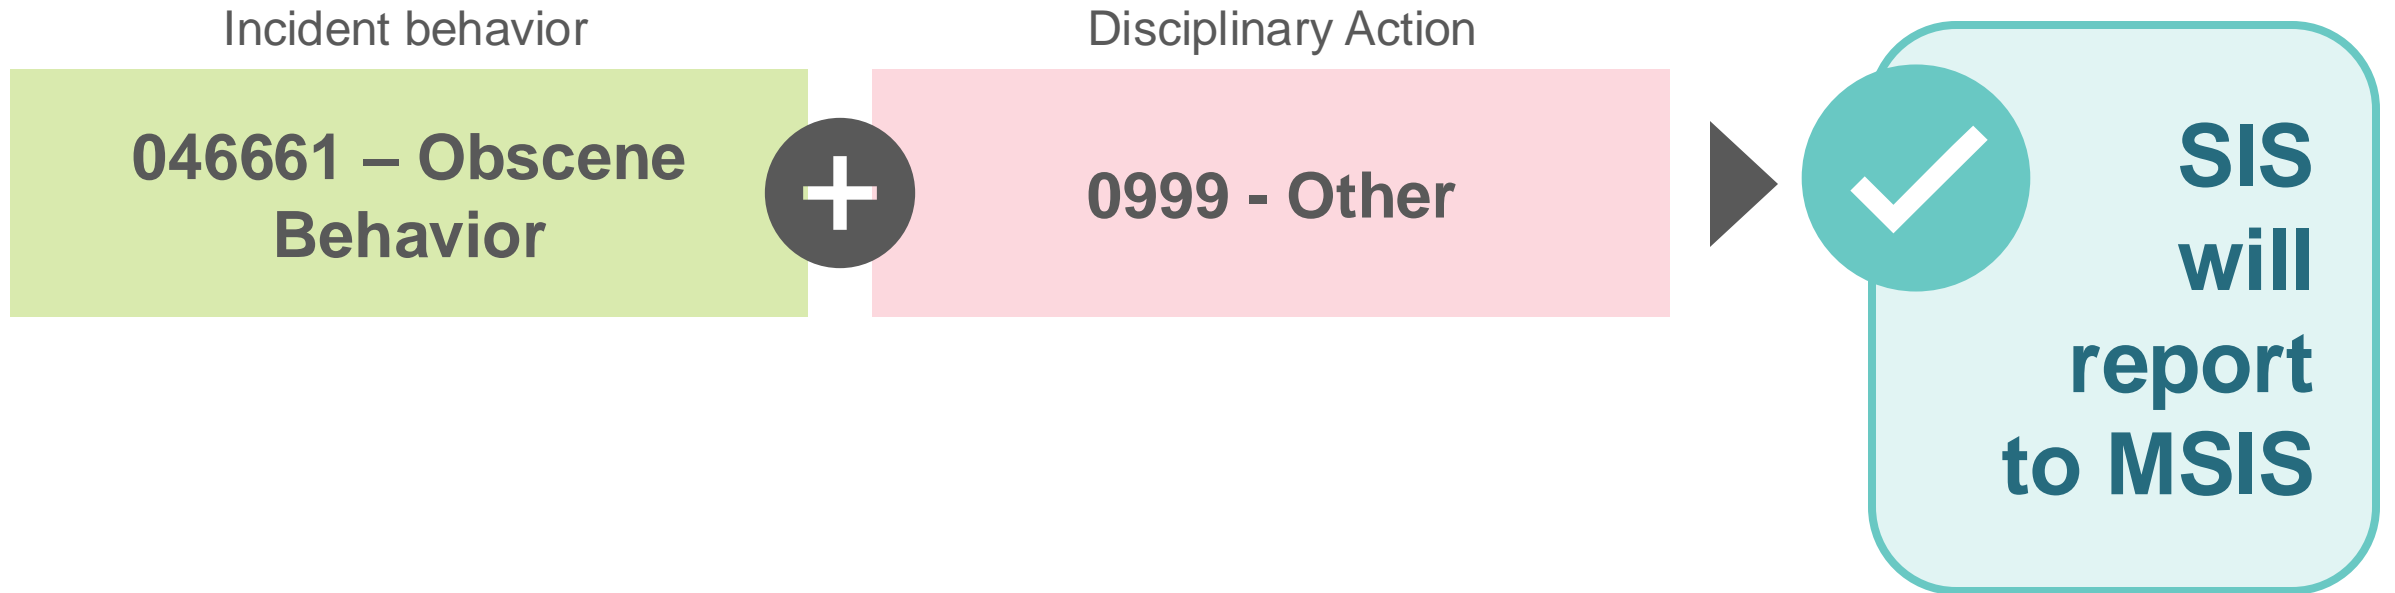 Incident behavior
Disciplinary Action
046661 – Obscene
Behavior
0999 - Other
SIS
will
report
to MSIS